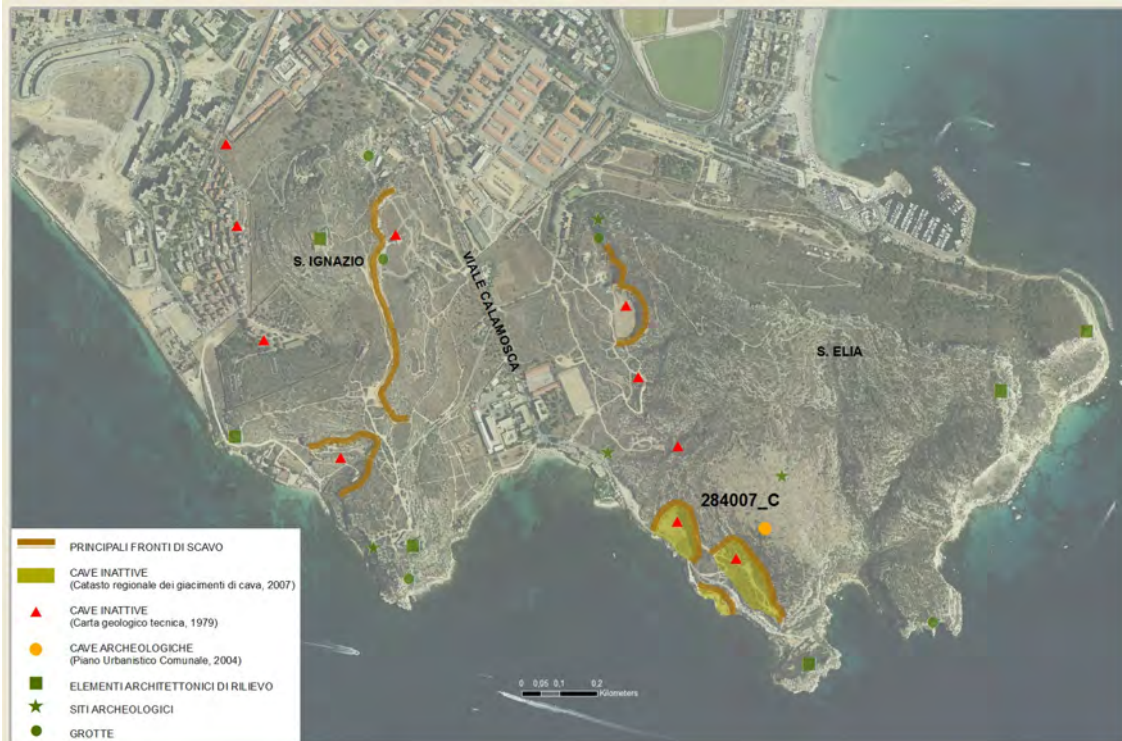 S. IGNAZIO
VIALE CALAMOSCA
S. ELIA
284007_C
PRINCIPALI FRONTI DI SCAVO
CAVE INATTIVE
(Catasto regionale dei giacimenti di cava, 2007)
CAVE INATTIVE
(Carta geologico tecnica, 1979)
CAVE ARCHEOLOGICHE
(Piano Urbanistico Comunale, 2004)
ELEMENTI ARCHITETTONICI DI RILIEVO
SITI ARCHEOLOGICI
GROTTE
0 0,05 0,1 0,2
Kilometers